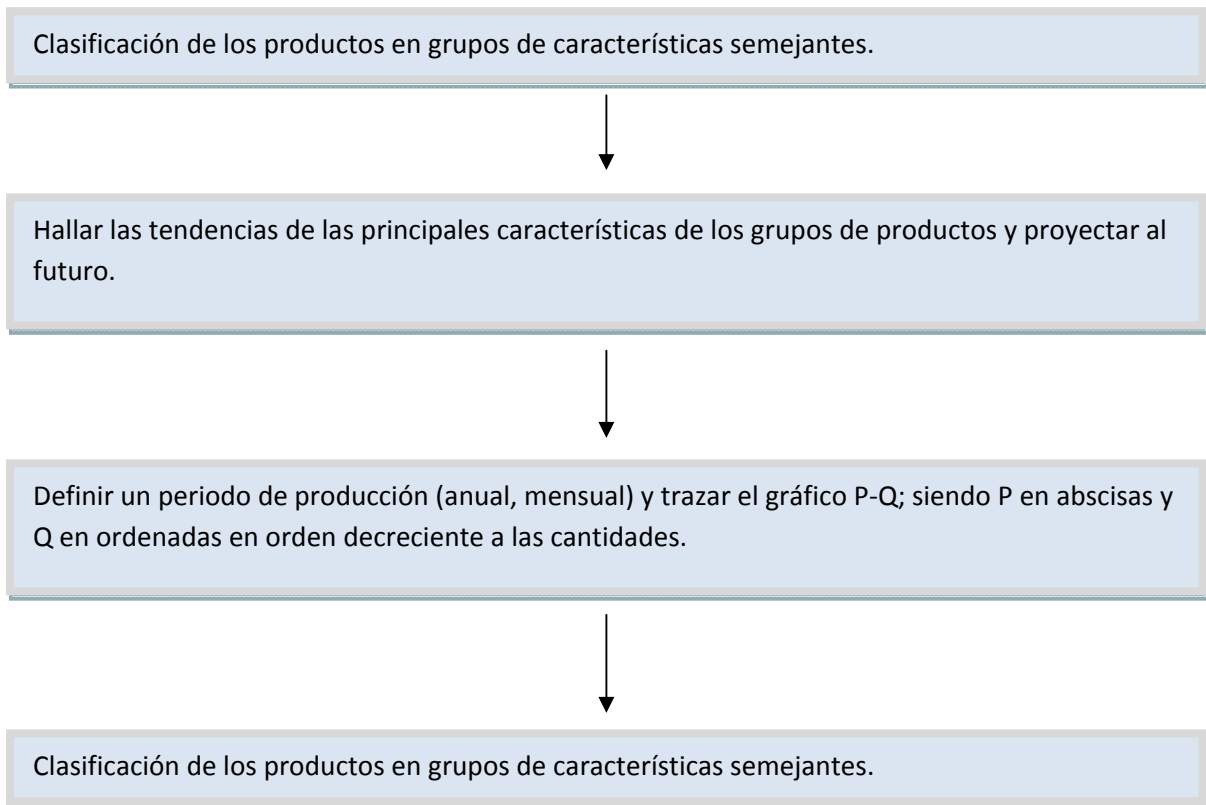 Clasificación de los productos en grupos de características semejantes.
Hallar las tendencias de las principales características de los grupos de productos y proyectar al
futuro.
Definir un periodo de producción (anual, mensual) y trazar el gráfico P-Q; siendo P en abscisas y
Q en ordenadas en orden decreciente a las cantidades.
Clasificación de los productos en grupos de características semejantes.